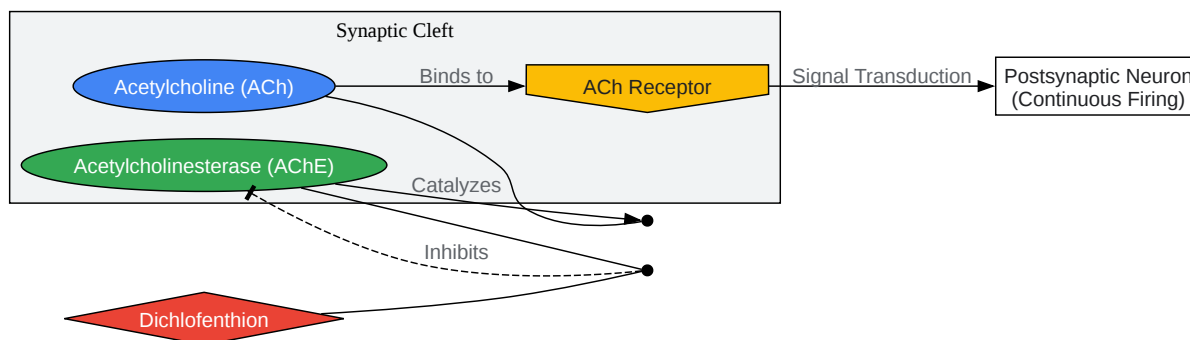 Synaptic Cleft
Acetylcholine (ACh)
Binds to
ACh Receptor
Signal Transduction
Postsynaptic Neuron
(Continuous Firing)
Acetylcholinesterase (AChE)
Catalyzes
Inhibits
Dichlofenthion